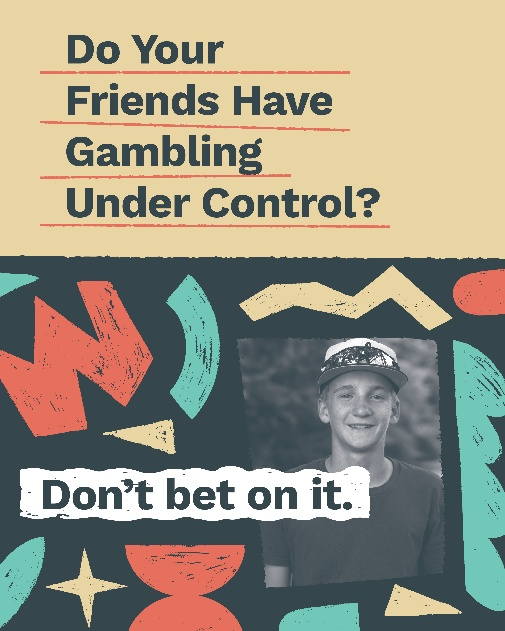 Do Your
Friends Have
Gambling
Under Control?
Don't bet on it.